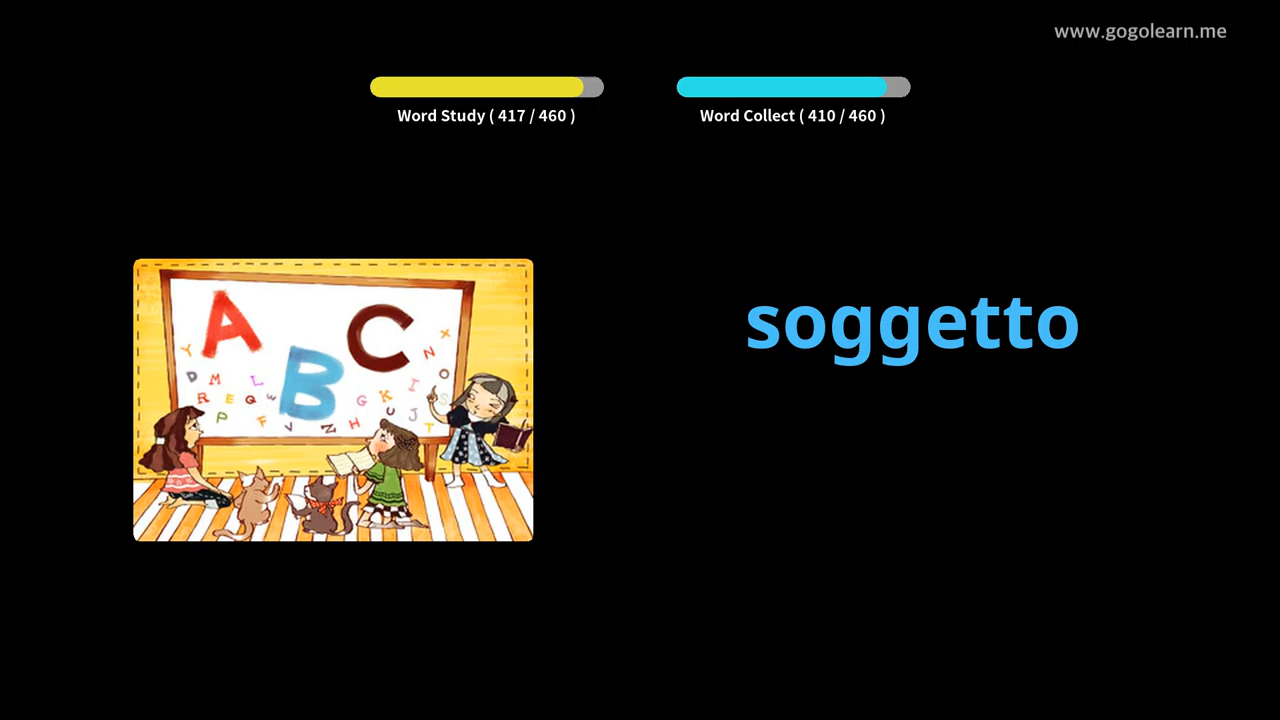 www.gogolearn.me
Word Study ( 417 / 460 )
Word Collect ( 410 / 460 )
soggetto
A
C
B
Y
X
N
D M L I O
R E Q W G K S
P F V Z H U J T